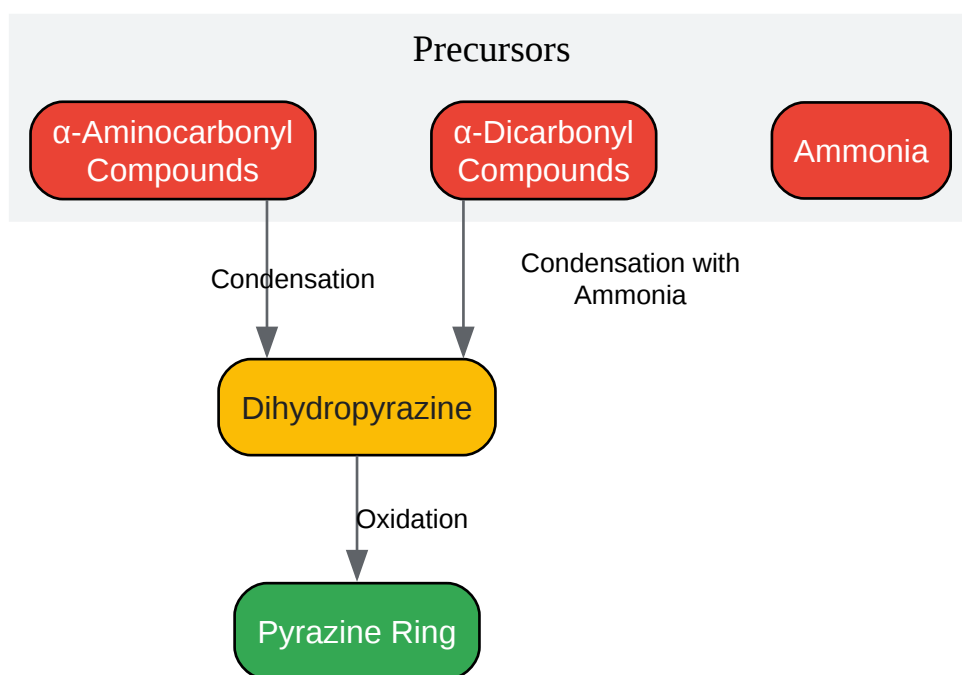 Precursors
α-Aminocarbonyl
Compounds
α-Dicarbonyl
Compounds
Ammonia
Condensation
Condensation with
Ammonia
Dihydropyrazine
Oxidation
Pyrazine Ring